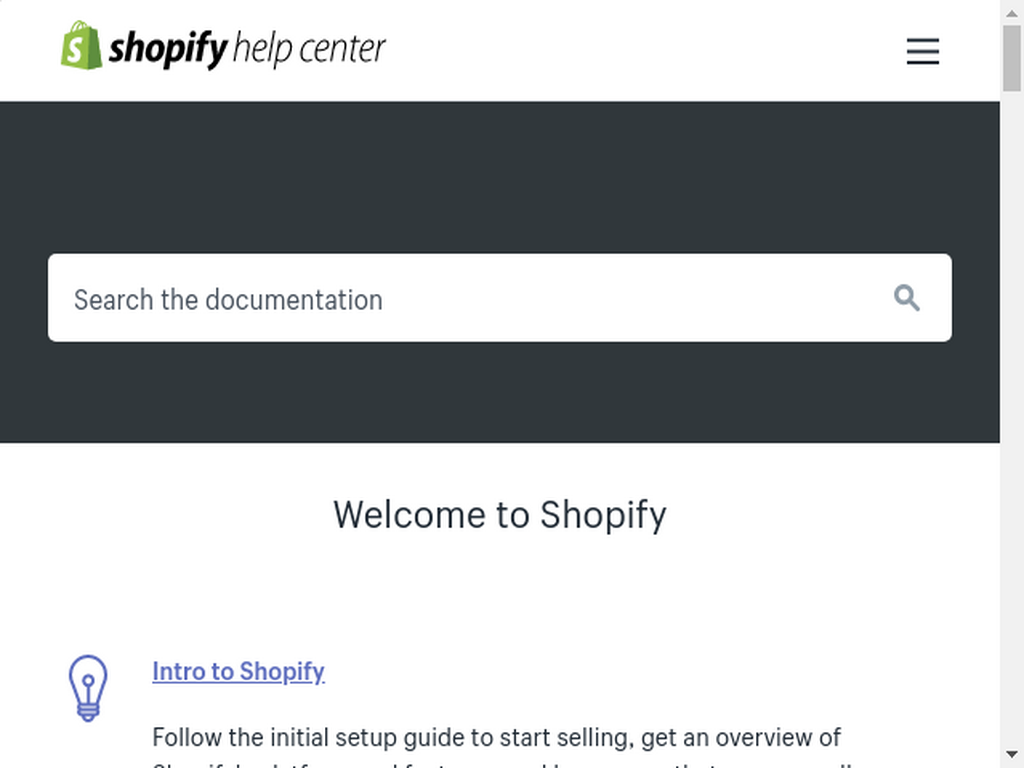 shopify help center
Search the documentation
Welcome to Shopify
Intro to Shopify
Follow the initial setup guide to start selling, get an overview of